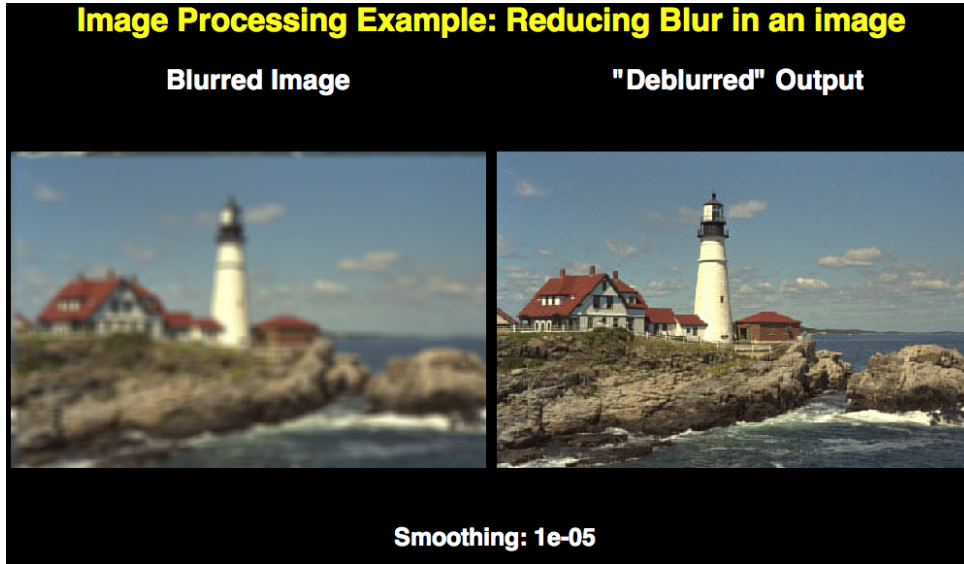 Image Processing Example: Reducing Blur in an image
Blurred Image
"Deblurred" Output
Smoothing: 1e-05